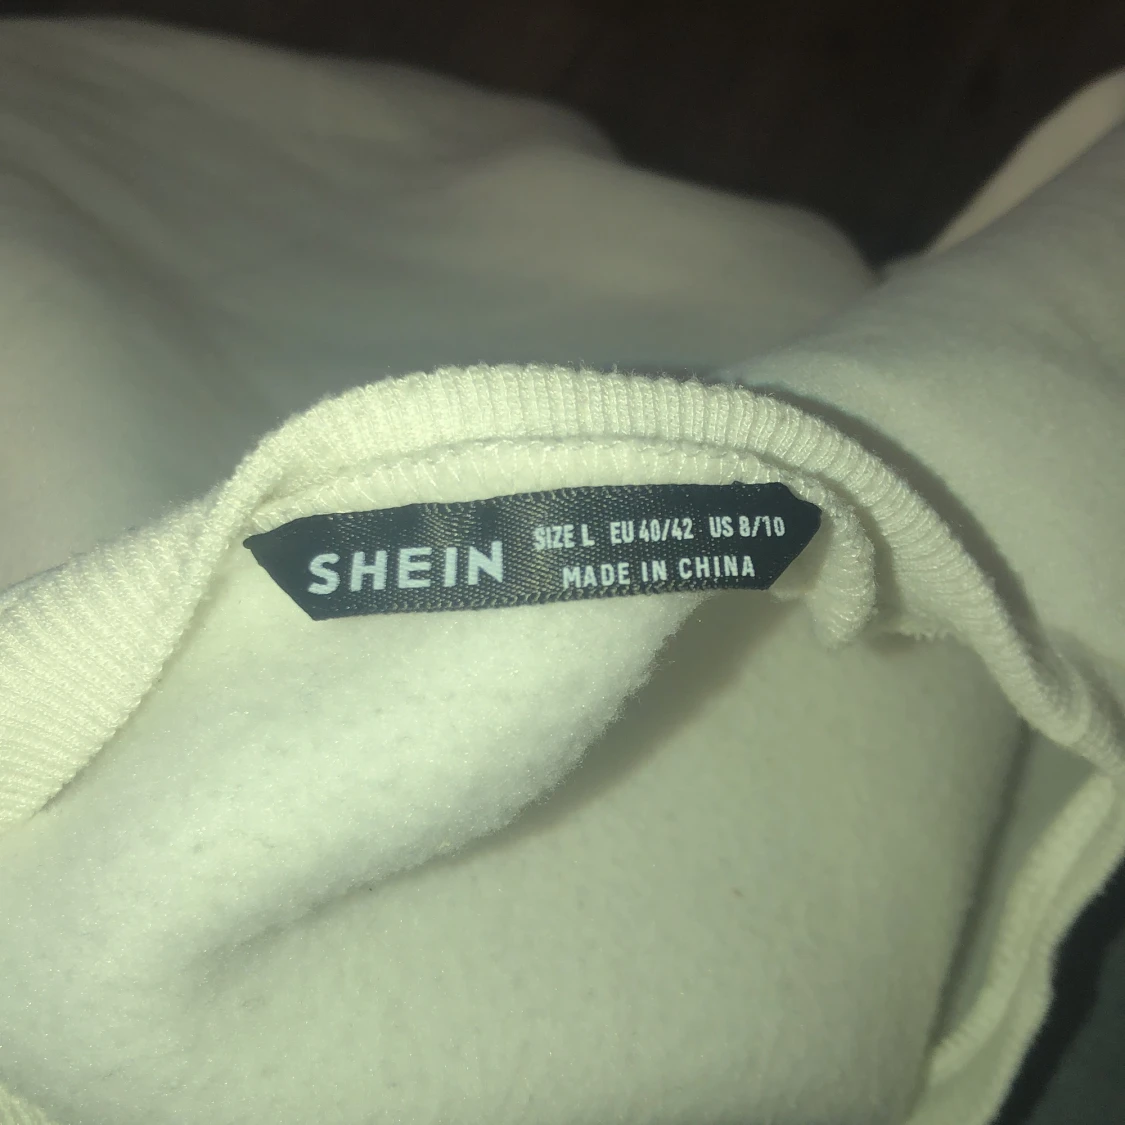 SHEIN
SIZE L EU 40/42 US 8/10
MADE IN CHINA